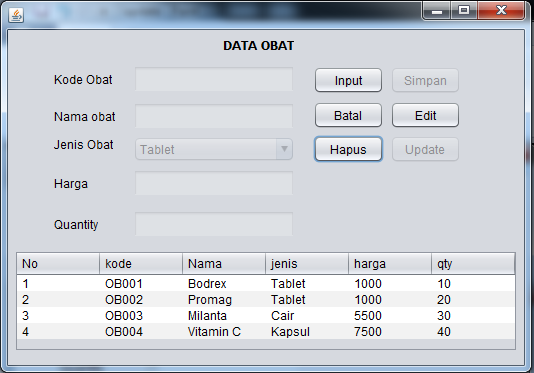 DATA OBAT
Kode Obat Input Simpan
Nama obat Batal Edit
Jenis Obat Tablet Hapus Update
Harga
Quantity
No kode Nama jenis harga qty
1 OB001 Bodrex Tablet 1000 10
2 OB002 Promag Tablet 1000 20
3 OB003 Milanta Cair 5500 30
4 OB004 Vitamin C Kapsul 7500 40